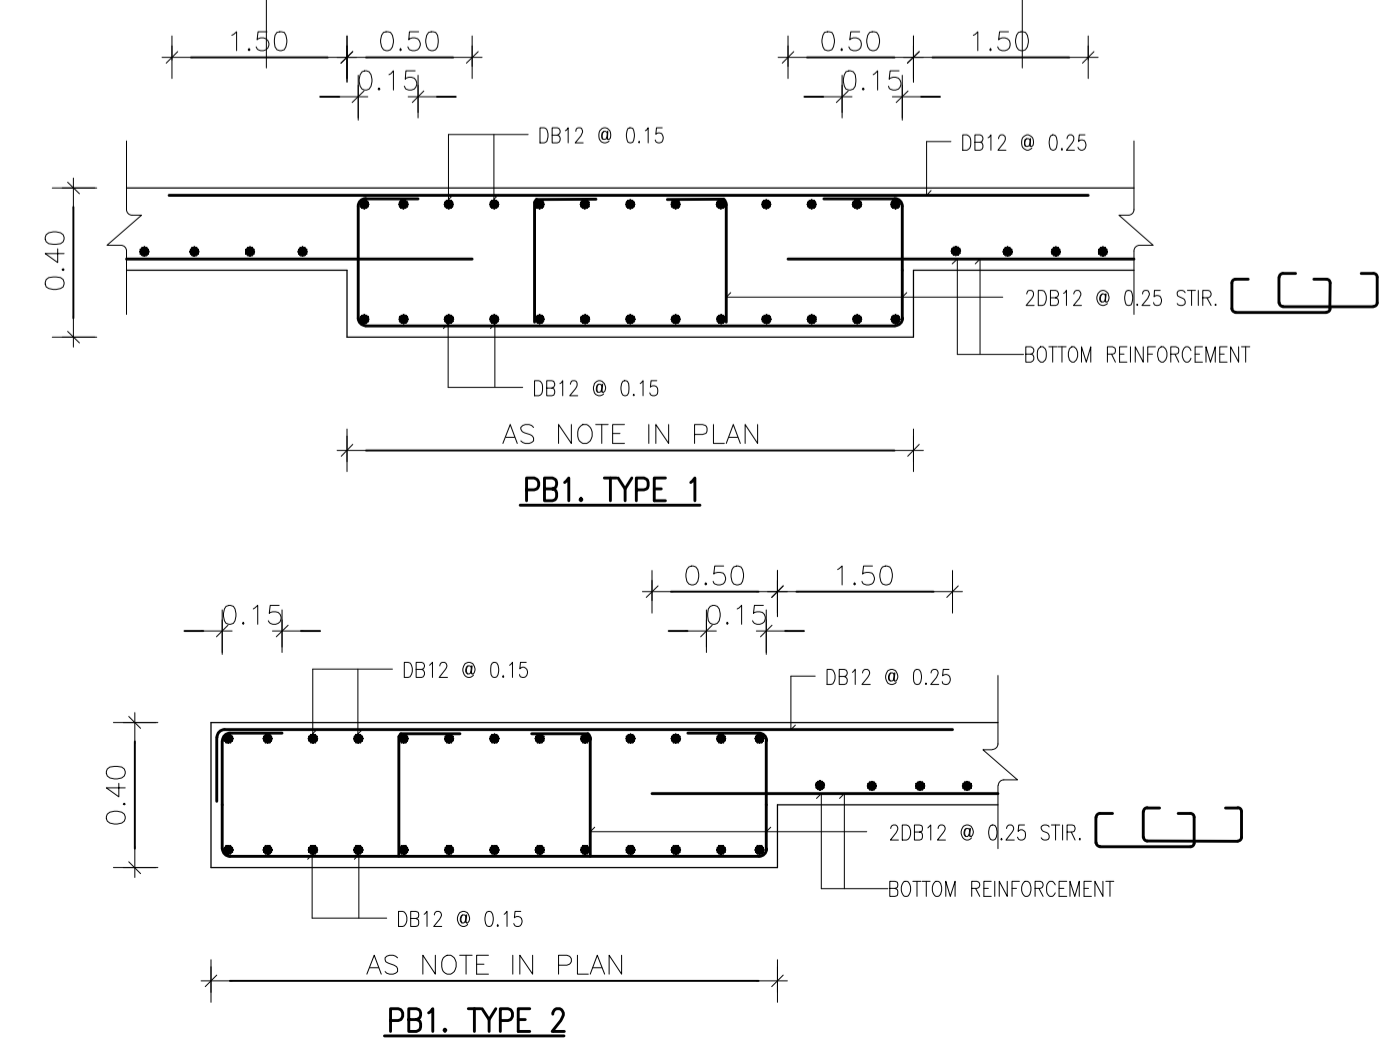 1.50 0.50 0.50 1.50
0.15 0.15
DB12 @ 0.15
DB12 @ 0.25
0.40
2DB12 @ 0.25 STIR.
BOTTOM REINFORCEMENT
DB12 @ 0.15
AS NOTE IN PLAN
PB1. TYPE 1
0.50 1.50
0.15 0.15
DB12 @ 0.15
DB12 @ 0.25
0.40
2DB12 @ 0.25 STIR.
BOTTOM REINFORCEMENT
DB12 @ 0.15
AS NOTE IN PLAN
PB1. TYPE 2